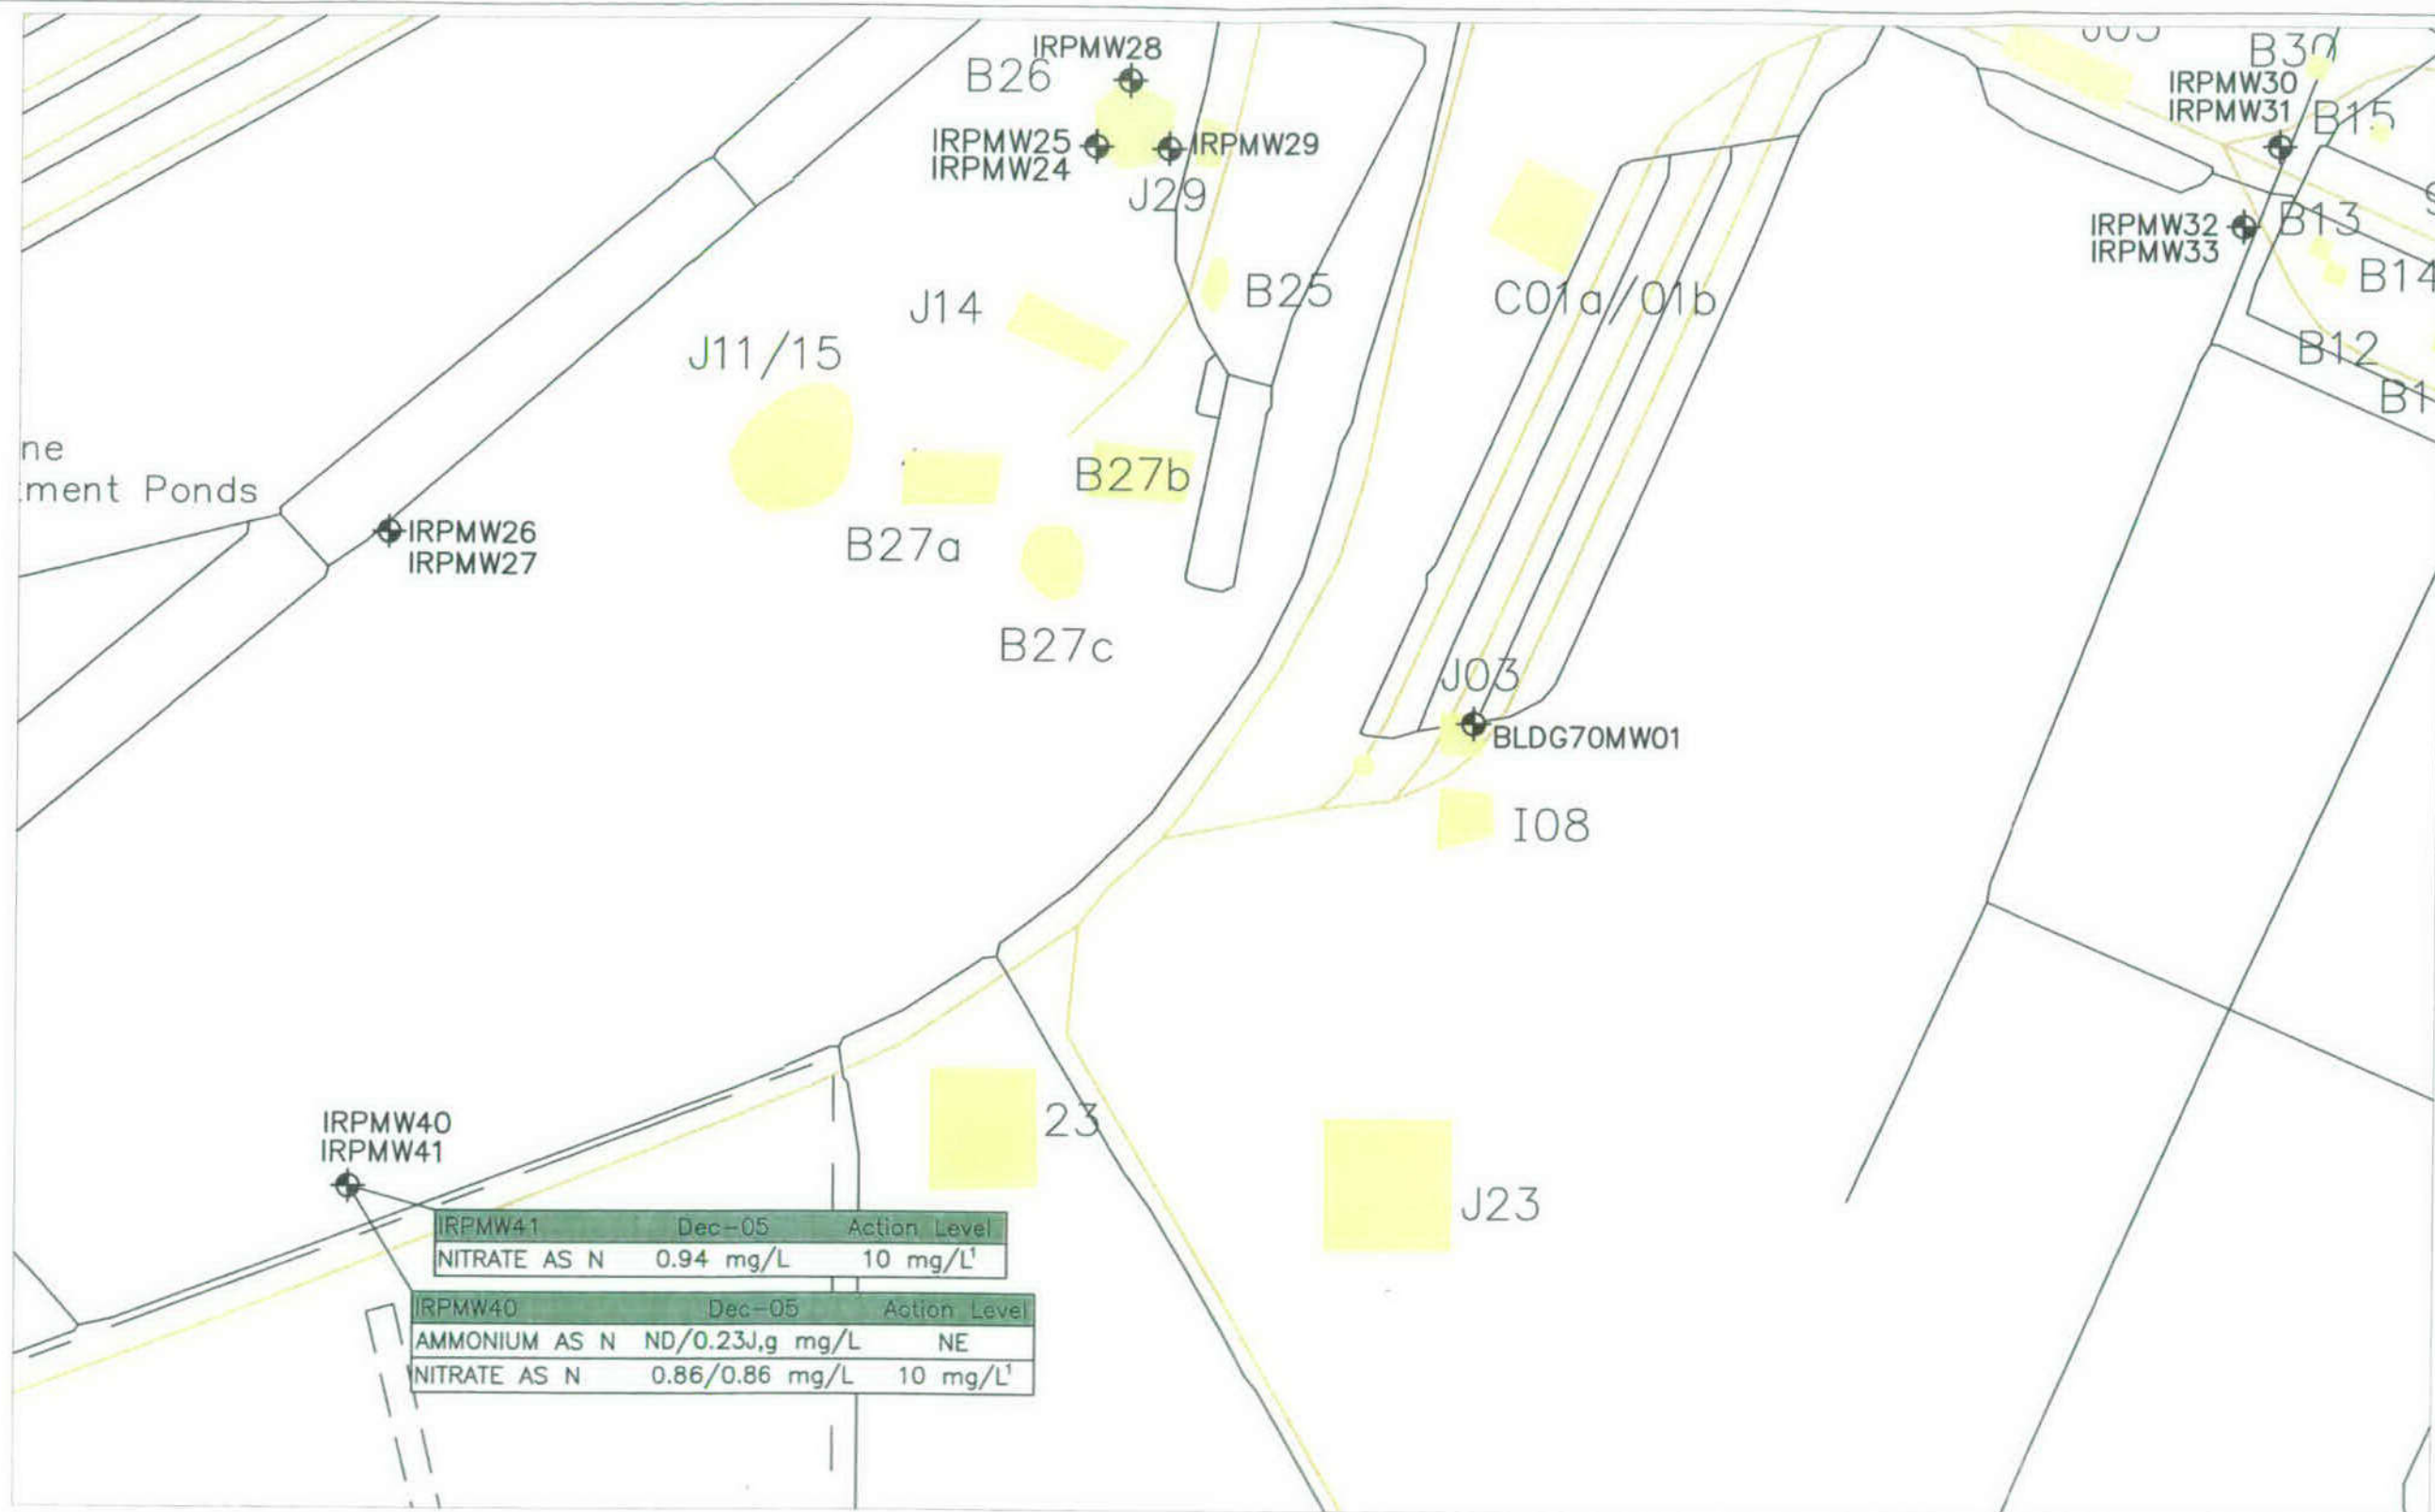 IRPMW28
B26
B30
IRPMW30
IRPMW31
B15
IRPMW25
IRPMW24
IRPMW29
J29
IRPMW32
IRPMW33
B13
B14
B25
J14
C01a/01b
J11/15
B12
B1
ne
ment Ponds
B27b
IRPMW26
IRPMW27
B27a
B27c
J03
BLDG70MW01
I08
23
IRPMW40
IRPMW41
J23
IRPMW41 Dec-05 Action Level
NITRATE AS N 0.94 mg/L 10 mg/L¹
IRPMW40 Dec-05 Action Level
AMMONIUM AS N ND/0.23J,g mg/L NE
NITRATE AS N 0.86/0.86 mg/L 10 mg/L¹